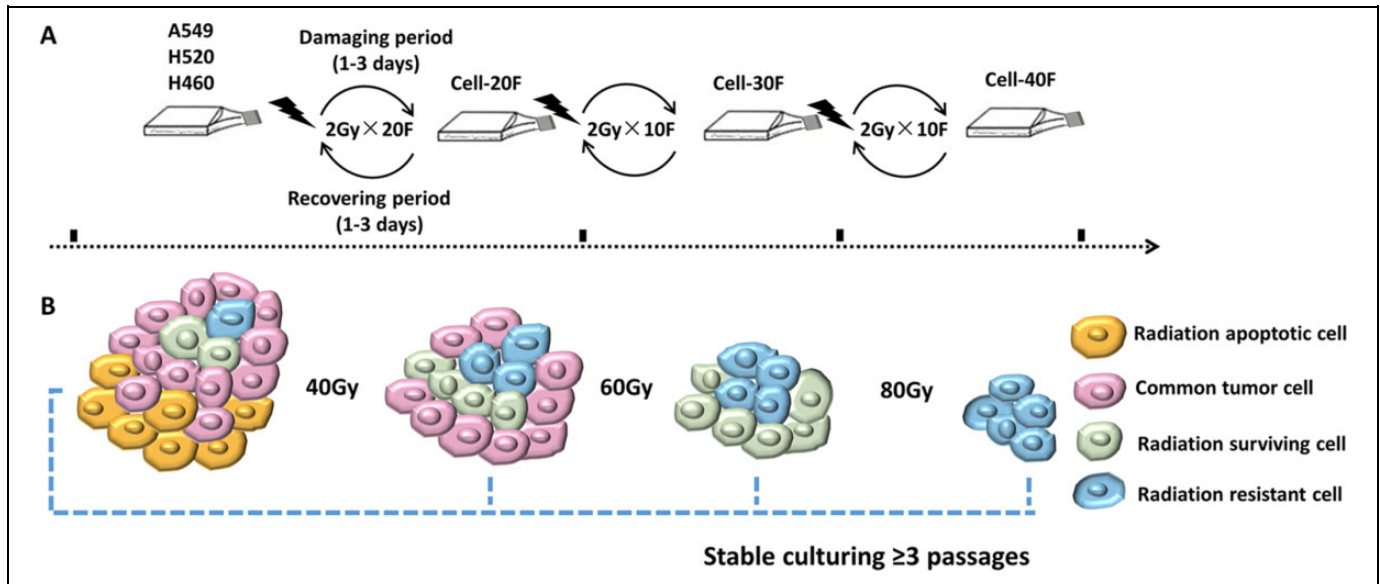 A
A549
H520
H460
Damaging period
(1-3 days)
2Gy×20F
Recovering period
(1-3 days)
Cell-20F
2Gy×10F
Cell-30F
2Gy×10F
Cell-40F
B
40Gy
60Gy
80Gy
Radiation apoptotic cell
Common tumor cell
Radiation surviving cell
Radiation resistant cell
Stable culturing ≥3 passages